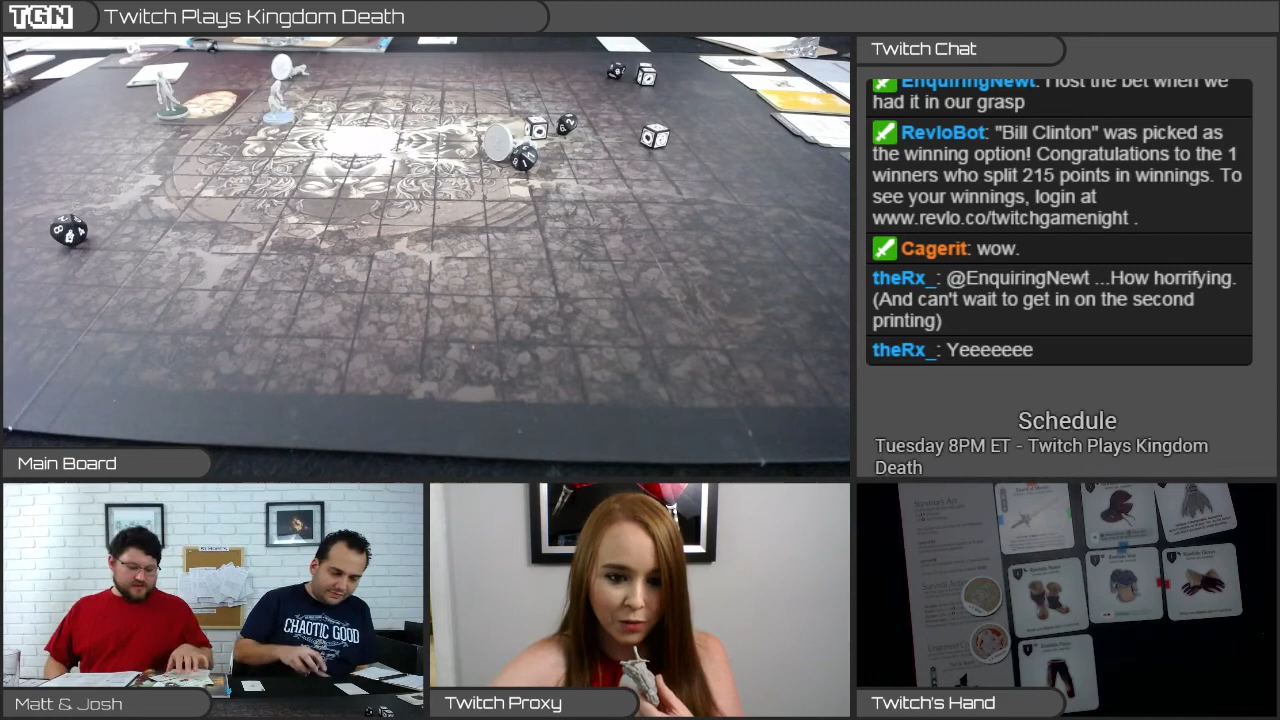 TGN
Twitch Plays Kingdom Death
Twitch Chat
EnquiringNewt: I lost the bet when we
had it in our grasp
RevloBot: "Bill Clinton" was picked as
the winning option! Congratulations to the 1
winners who split 215 points in winnings. To
see your winnings, login at
www.revlo.co/twitchgamenight .
Cagerit: wow.
theRx_: @EnquiringNewt ...How horrifying.
(And can't wait to get in on the second
printing)
theRx_: Yeeeeeee
Schedule
Tuesday 8PM ET - Twitch Plays Kingdom
Death
Main Board
CHAOTIC GOOD
Matt & Josh
Twitch Proxy
Twitch's Hand